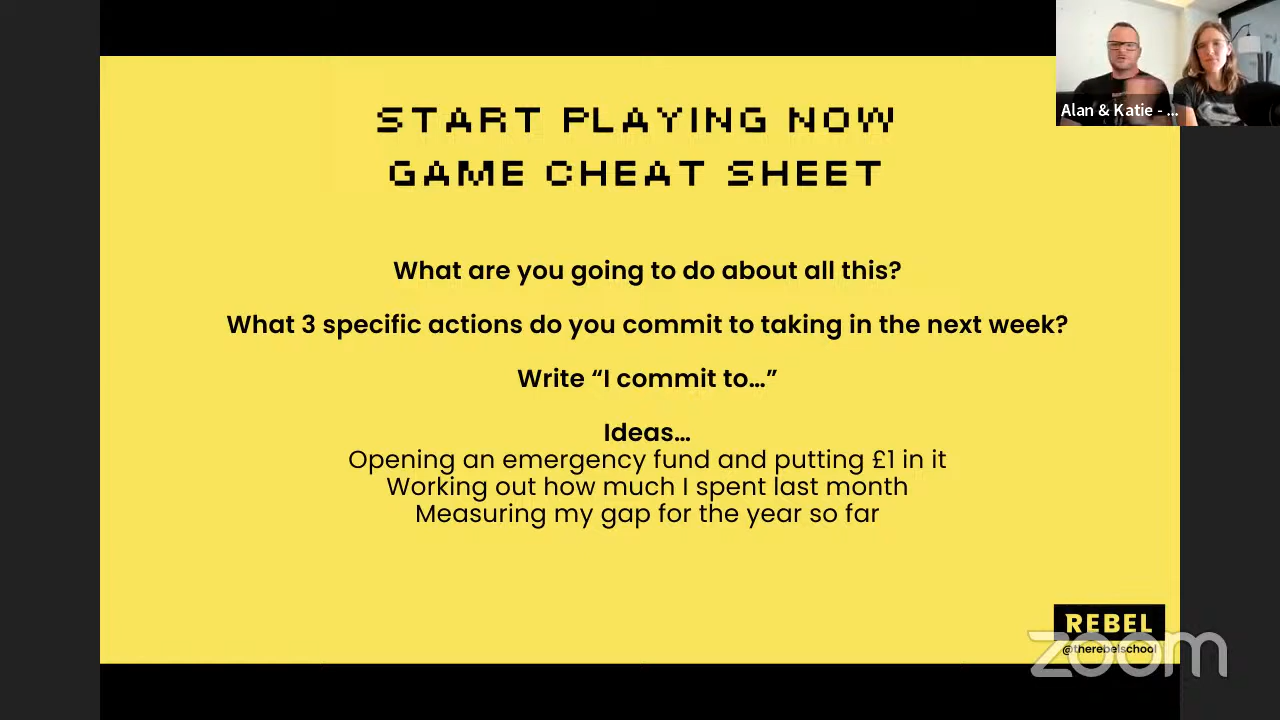 START PLAYING NOW
GAME CHEAT SHEET
What are you going to do about all this?
What 3 specific actions do you commit to taking in the next week?
Write “I commit to…”
Ideas…
Opening an emergency fund and putting £1 in it
Working out how much I spent last month
Measuring my gap for the year so far
Alan & Katie - ...
REBEL
@therebelschool
zoom